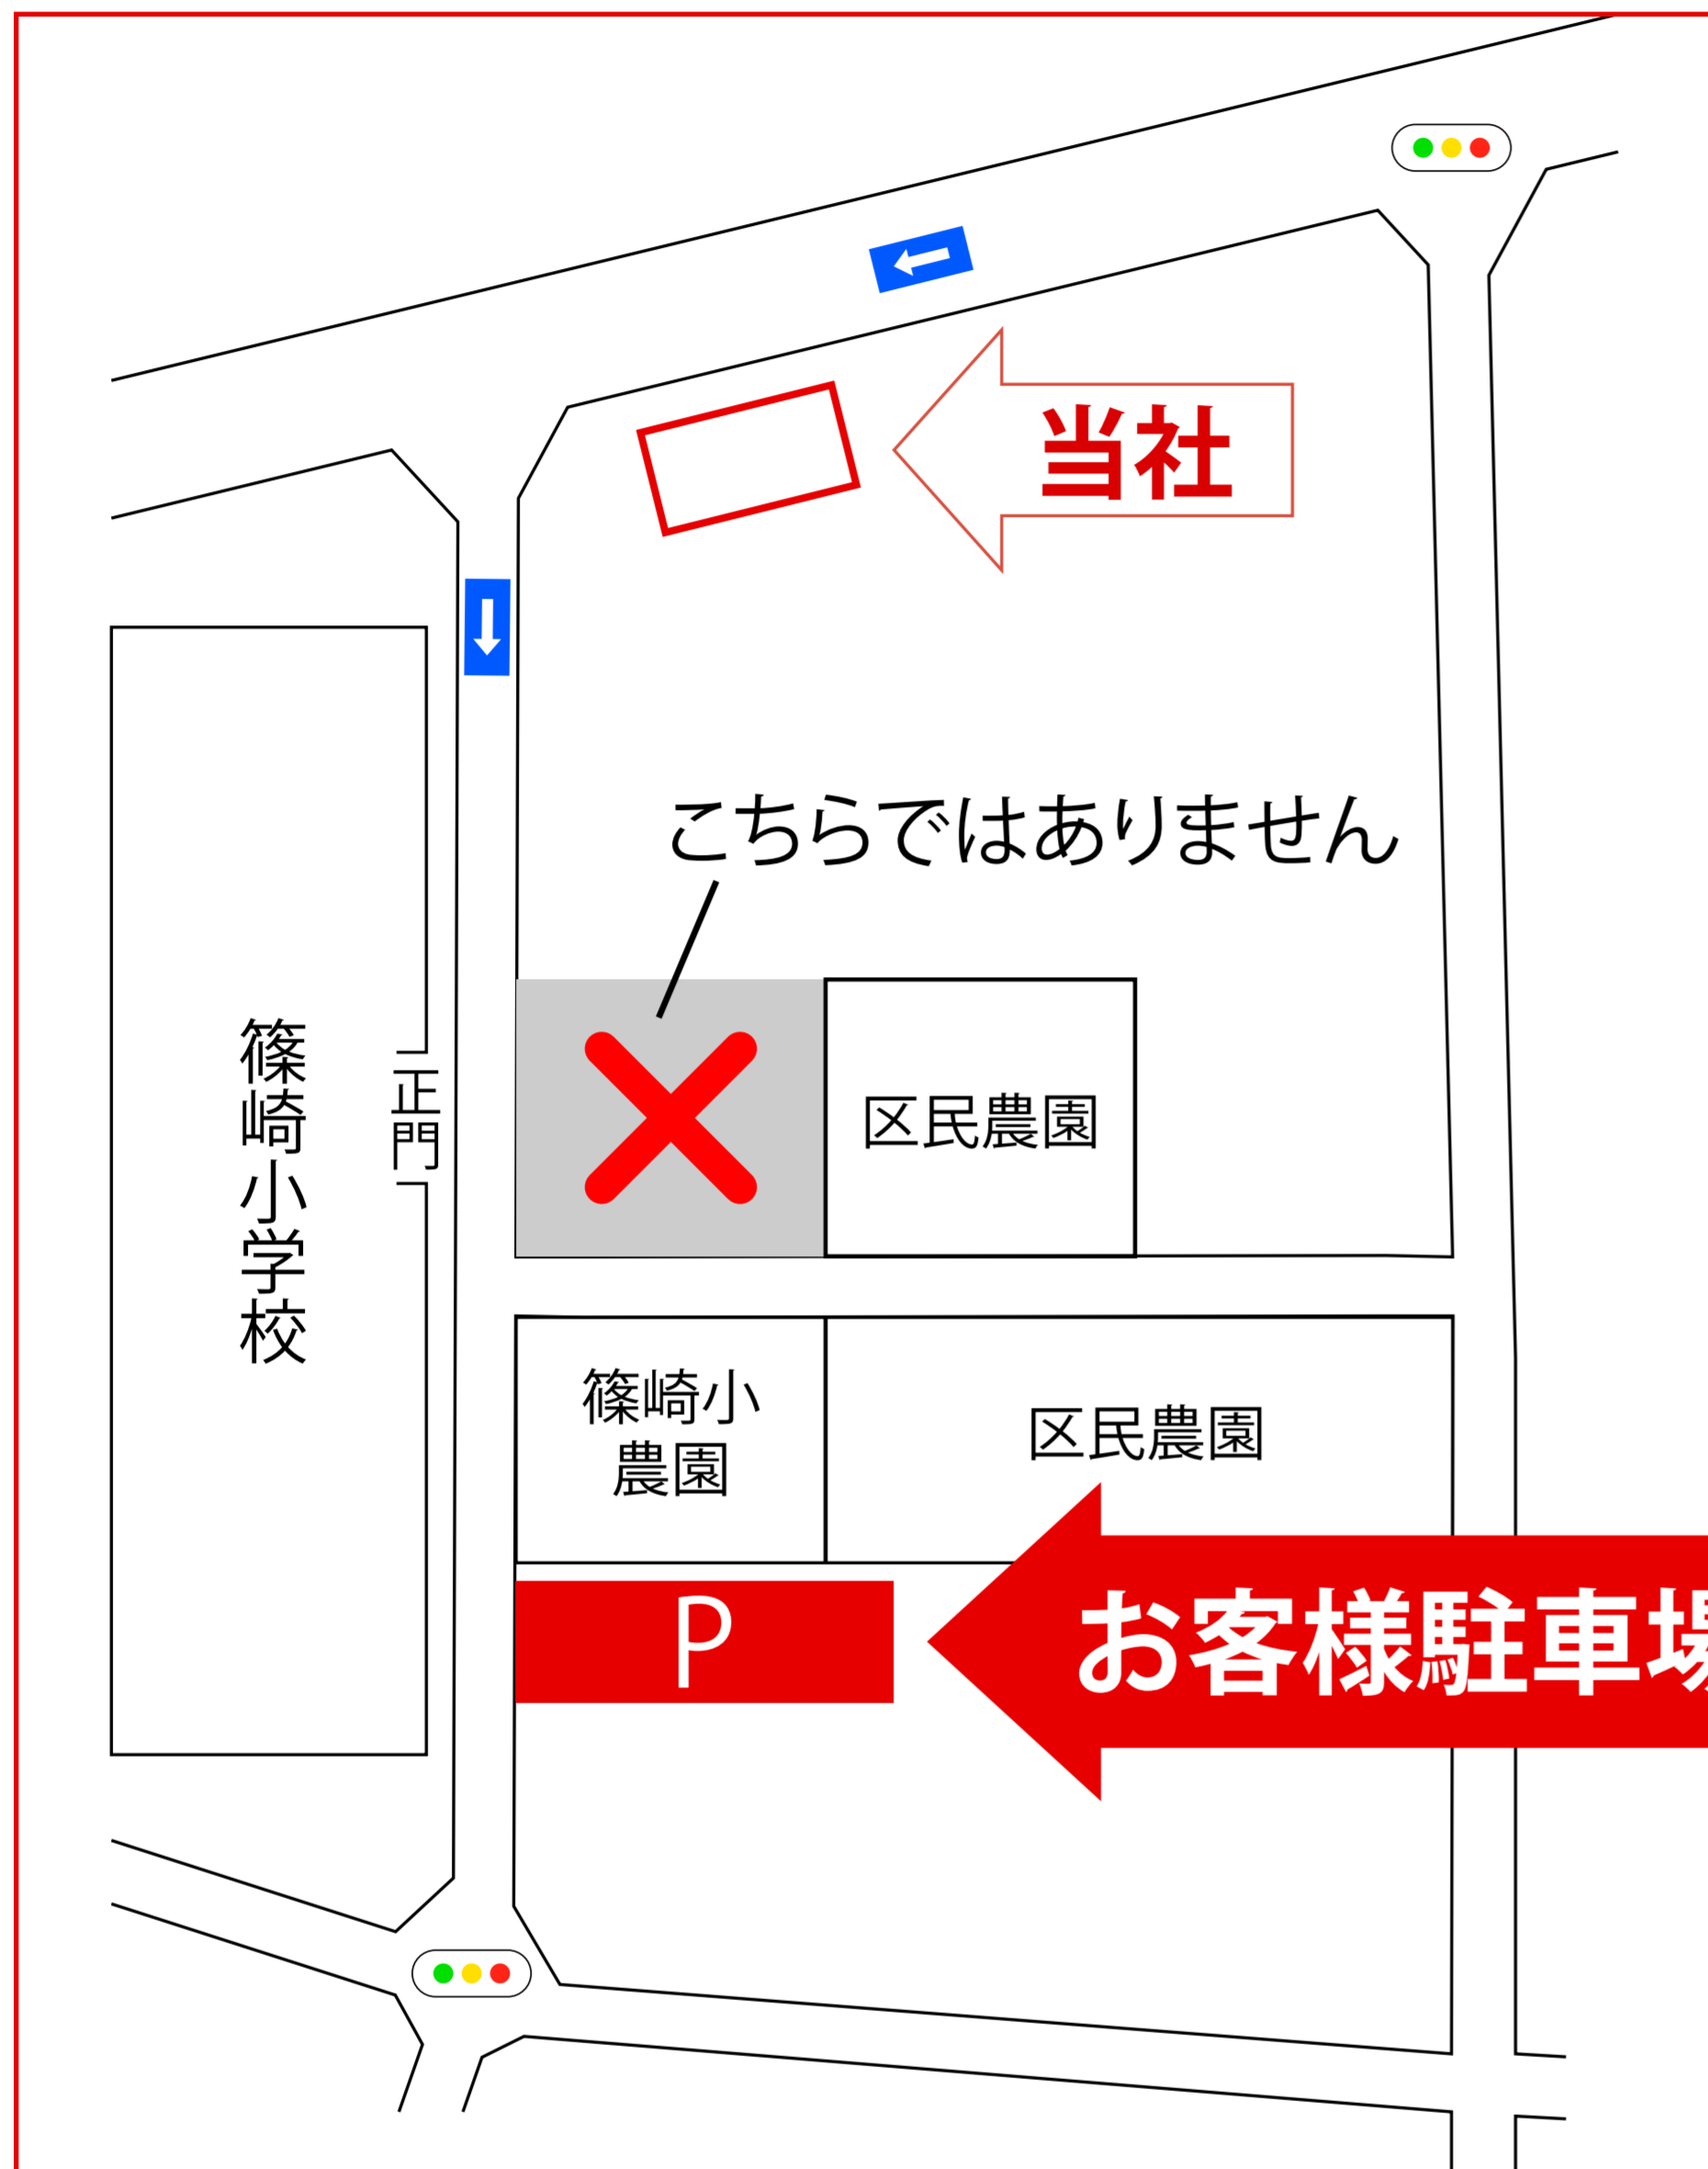 当社
こちらではありません
篠崎小学校
正門
区民農園
篠崎小
農園
区民農園
P
お客様駐車場